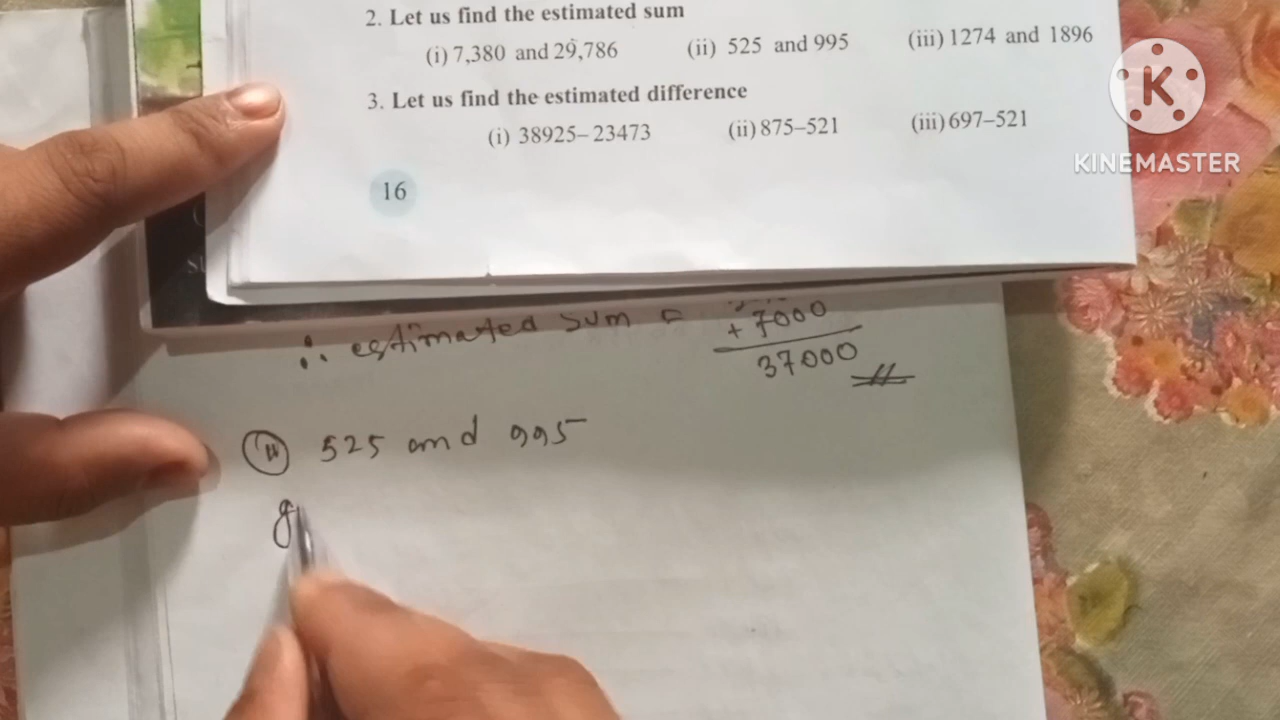 2. Let us find the estimated sum
(i) 7,380 and 29,786 (ii) 525 and 995 (iii) 1274 and 1896
3. Let us find the estimated difference
(i) 38925–23473 (ii) 875–521 (iii) 697–521
K
KINEMASTER
16
∴ estimated sum =
+ 7000
37000
(ii) 525 and 995